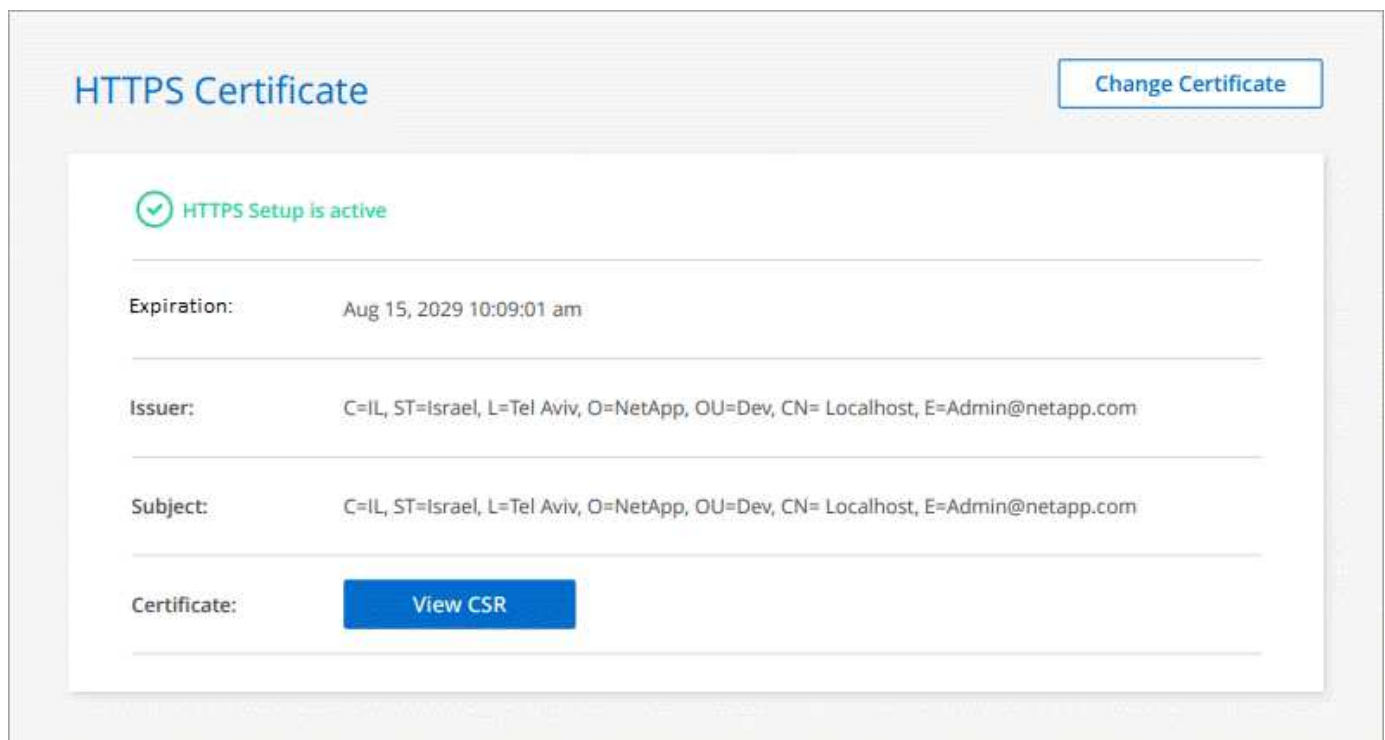 HTTPS Certificate
Change Certificate
HTTPS Setup is active
Expiration: Aug 15, 2029 10:09:01 am
Issuer: C=IL, ST=Israel, L=Tel Aviv, O=NetApp, OU=Dev, CN= Localhost, E=Admin@netapp.com
Subject: C=IL, ST=Israel, L=Tel Aviv, O=NetApp, OU=Dev, CN= Localhost, E=Admin@netapp.com
Certificate: View CSR